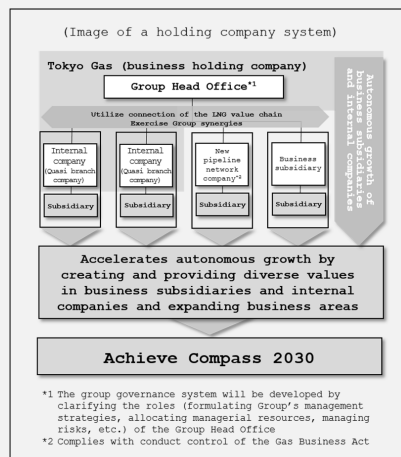 (Image of a holding company system)
Tokyo Gas (business holding company)
Group Head Office*1
Utilize connection of the LNG value chain
Exercise Group synergies
Internal
company
(Quasi branch
company)
Subsidiary
Internal
company
(Quasi branch
company)
Subsidiary
New
pipeline
network
company*2
Subsidiary
Business
subsidiary
Subsidiary
Autonomous growth of
business subsidiaries
and internal companies
Accelerates autonomous growth by
creating and providing diverse values
in business subsidiaries and internal
companies and expanding business areas
Achieve Compass 2030
*1 The group governance system will be developed by
clarifying the roles (formulating Group's management
strategies, allocating managerial resources, managing
risks, etc.) of the Group Head Office
*2 Complies with conduct control of the Gas Business Act